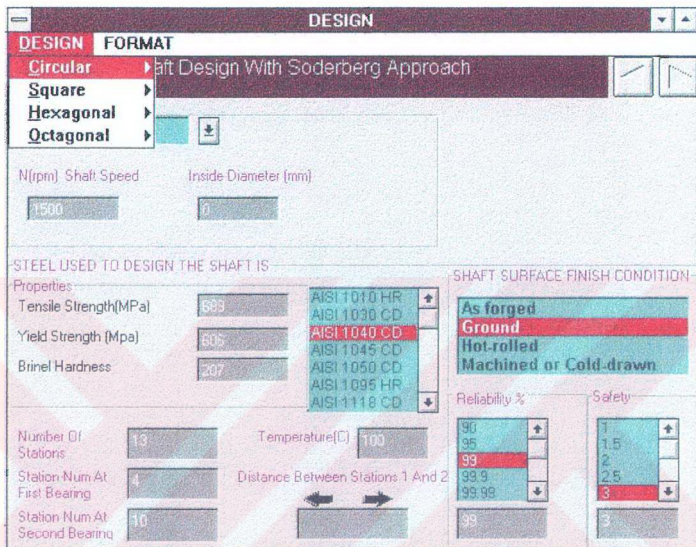 DESIGN
DESIGN FORMAT
Circular
aft Design With Soderberg Approach
Square
Hexagonal
Octagonal
N(rpm) Shaft Speed
Inside Diameter (mm)
1500
0
STEEL USED TO DESIGN THE SHAFT IS
Properties
Tensile Strength(MPa)
Yield Strength (Mpa)
Brinel Hardness
207
AISI 1010 HR
AISI 1030 CD
AISI 1040 CD
AISI 1045 CD
AISI 1050 CD
AISI 1095 HR
AISI 1118 CD
SHAFT SURFACE FINISH CONDITION
As forged
Ground
Hot-rolled
Machined or Cold-drawn
Number Of
Stations
13
Temperature(C)
100
Station Num At
First Bearing
4
Distance Between Stations 1 And 2
Station Num At
Second Bearing
10
Reliability %
90
95
99
99.9
99.99
99
Safety
1
1.5
2
2.5
3
3